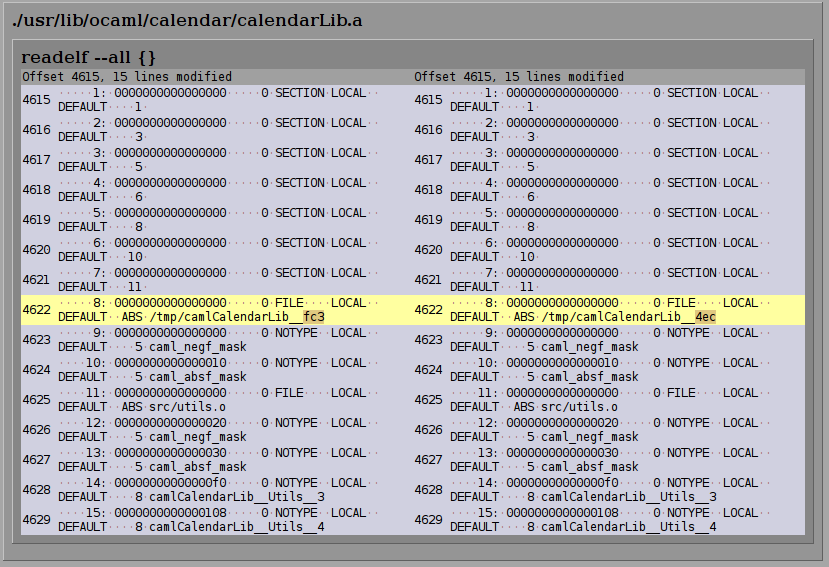 ./usr/lib/ocaml/calendar/calendarLib.a
readelf --all {}
Offset 4615, 15 lines modified
4615 ·····1:·0000000000000000·····0·SECTION·LOCAL··
DEFAULT····1·
4616 ·····2:·0000000000000000·····0·SECTION·LOCAL··
DEFAULT····3·
4617 ·····3:·0000000000000000·····0·SECTION·LOCAL··
DEFAULT····5·
4618 ·····4:·0000000000000000·····0·SECTION·LOCAL··
DEFAULT····6·
4619 ·····5:·0000000000000000·····0·SECTION·LOCAL··
DEFAULT····8·
4620 ·····6:·0000000000000000·····0·SECTION·LOCAL··
DEFAULT···10·
4621 ·····7:·0000000000000000·····0·SECTION·LOCAL··
DEFAULT···11·
4622 ·····8:·0000000000000000·····0·FILE····LOCAL··
DEFAULT··ABS·/tmp/camlCalendarLib__fc3
4623 ·····9:·0000000000000000·····0·NOTYPE··LOCAL··
DEFAULT····5·caml_negf_mask
4624 ····10:·0000000000000010·····0·NOTYPE··LOCAL··
DEFAULT····5·caml_absf_mask
4625 ····11:·0000000000000000·····0·FILE····LOCAL··
DEFAULT··ABS·src/utils.o
4626 ····12:·0000000000000020·····0·NOTYPE··LOCAL··
DEFAULT····5·caml_negf_mask
4627 ····13:·0000000000000030·····0·NOTYPE··LOCAL··
DEFAULT····5·caml_absf_mask
4628 ····14:·00000000000000f0·····0·NOTYPE··LOCAL··
DEFAULT····8·camlCalendarLib__Utils__3
4629 ····15:·0000000000000108·····0·NOTYPE··LOCAL··
DEFAULT····8·camlCalendarLib__Utils__4
Offset 4615, 15 lines modified
4615 ·····1:·0000000000000000·····0·SECTION·LOCAL··
DEFAULT····1·
4616 ·····2:·0000000000000000·····0·SECTION·LOCAL··
DEFAULT····3·
4617 ·····3:·0000000000000000·····0·SECTION·LOCAL··
DEFAULT····5·
4618 ·····4:·0000000000000000·····0·SECTION·LOCAL··
DEFAULT····6·
4619 ·····5:·0000000000000000·····0·SECTION·LOCAL··
DEFAULT····8·
4620 ·····6:·0000000000000000·····0·SECTION·LOCAL··
DEFAULT···10·
4621 ·····7:·0000000000000000·····0·SECTION·LOCAL··
DEFAULT···11·
4622 ·····8:·0000000000000000·····0·FILE····LOCAL··
DEFAULT··ABS·/tmp/camlCalendarLib__4ec
4623 ·····9:·0000000000000000·····0·NOTYPE··LOCAL··
DEFAULT····5·caml_negf_mask
4624 ····10:·0000000000000010·····0·NOTYPE··LOCAL··
DEFAULT····5·caml_absf_mask
4625 ····11:·0000000000000000·····0·FILE····LOCAL··
DEFAULT··ABS·src/utils.o
4626 ····12:·0000000000000020·····0·NOTYPE··LOCAL··
DEFAULT····5·caml_negf_mask
4627 ····13:·0000000000000030·····0·NOTYPE··LOCAL··
DEFAULT····5·caml_absf_mask
4628 ····14:·00000000000000f0·····0·NOTYPE··LOCAL··
DEFAULT····8·camlCalendarLib__Utils__3
4629 ····15:·0000000000000108·····0·NOTYPE··LOCAL··
DEFAULT····8·camlCalendarLib__Utils__4